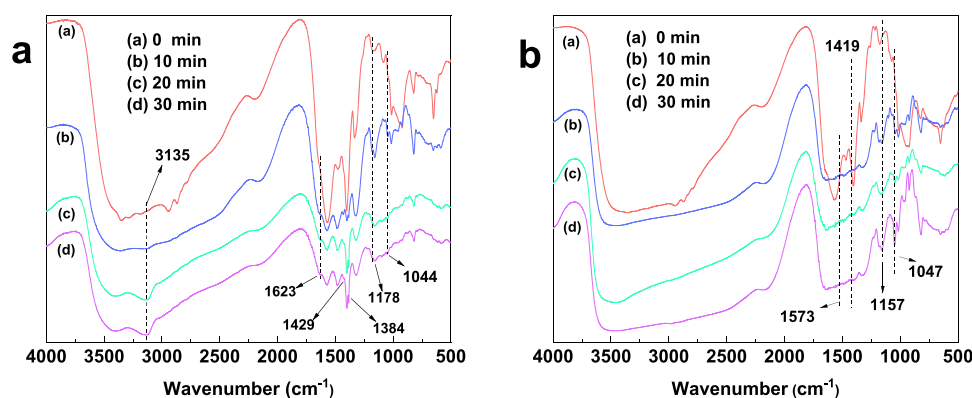 a
(a)
(a) 0 min
(b) 10 min
(c) 20 min
(d) 30 min
(b)
3135
(c)
(d)
1623
1429
1384
1178
1044
4000 3500 3000 2500 2000 1500 1000 500
Wavenumber (cm⁻¹)
b
(a)
(a) 0 min
(b) 10 min
(c) 20 min
(d) 30 min
1419
(b)
(c)
(d)
1573
1157
1047
4000 3500 3000 2500 2000 1500 1000 500
Wavenumber (cm⁻¹)